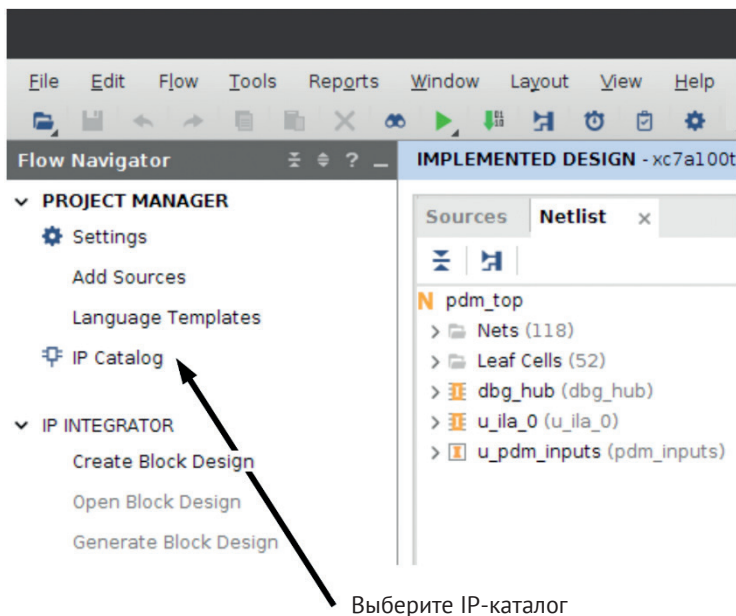 File Edit Flow Tools Reports Window Layout View Help
Flow Navigator ? _
IMPLEMENTED DESIGN - xc7a100t
PROJECT MANAGER
Settings
Add Sources
Language Templates
IP Catalog
IP INTEGRATOR
Create Block Design
Open Block Design
Generate Block Design
Sources Netlist ×
N pdm_top
Nets (118)
Leaf Cells (52)
dbg_hub (dbg_hub)
u_ila_0 (u_ila_0)
u_pdm_inputs (pdm_inputs)
Выберите IP-каталог